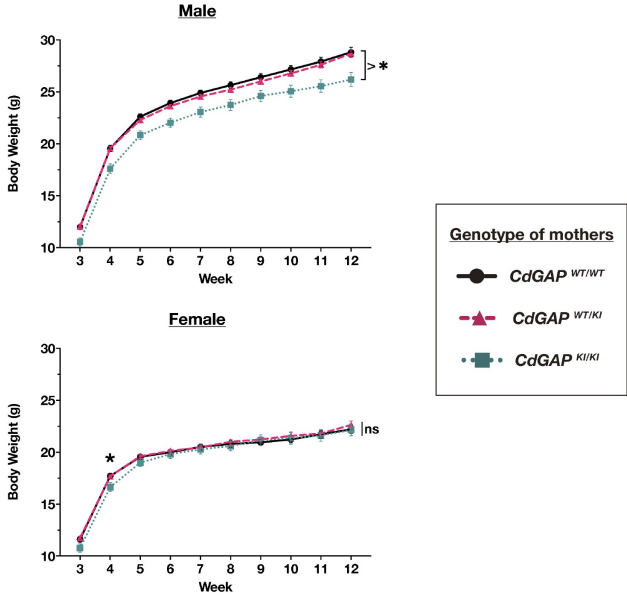 Male
Body Weight (g)
30
25
20
15
10
> *
3 4 5 6 7 8 9 10 11 12
Week
Genotype of mothers
CdGAP WT/WT
CdGAP WT/KI
CdGAP KI/KI
Female
Body Weight (g)
30
25
20
15
10
*
ns
3 4 5 6 7 8 9 10 11 12
Week